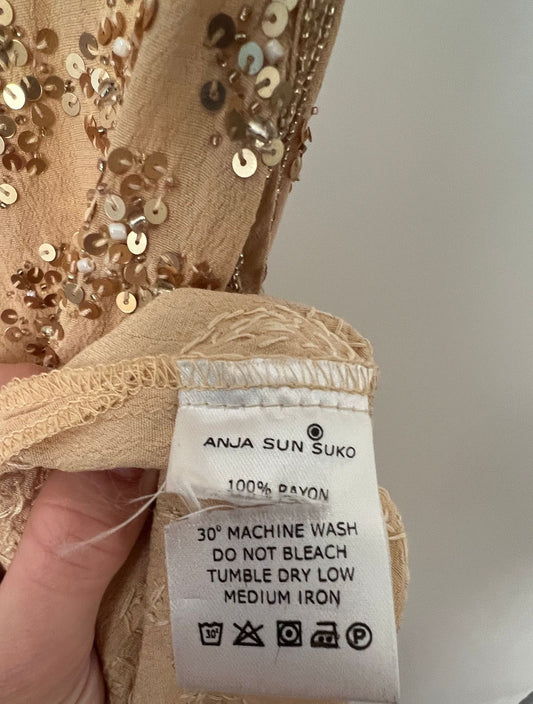 ANJA SUN SUKO
100% RAYON
30° MACHINE WASH
DO NOT BLEACH
TUMBLE DRY LOW
MEDIUM IRON
30°
P